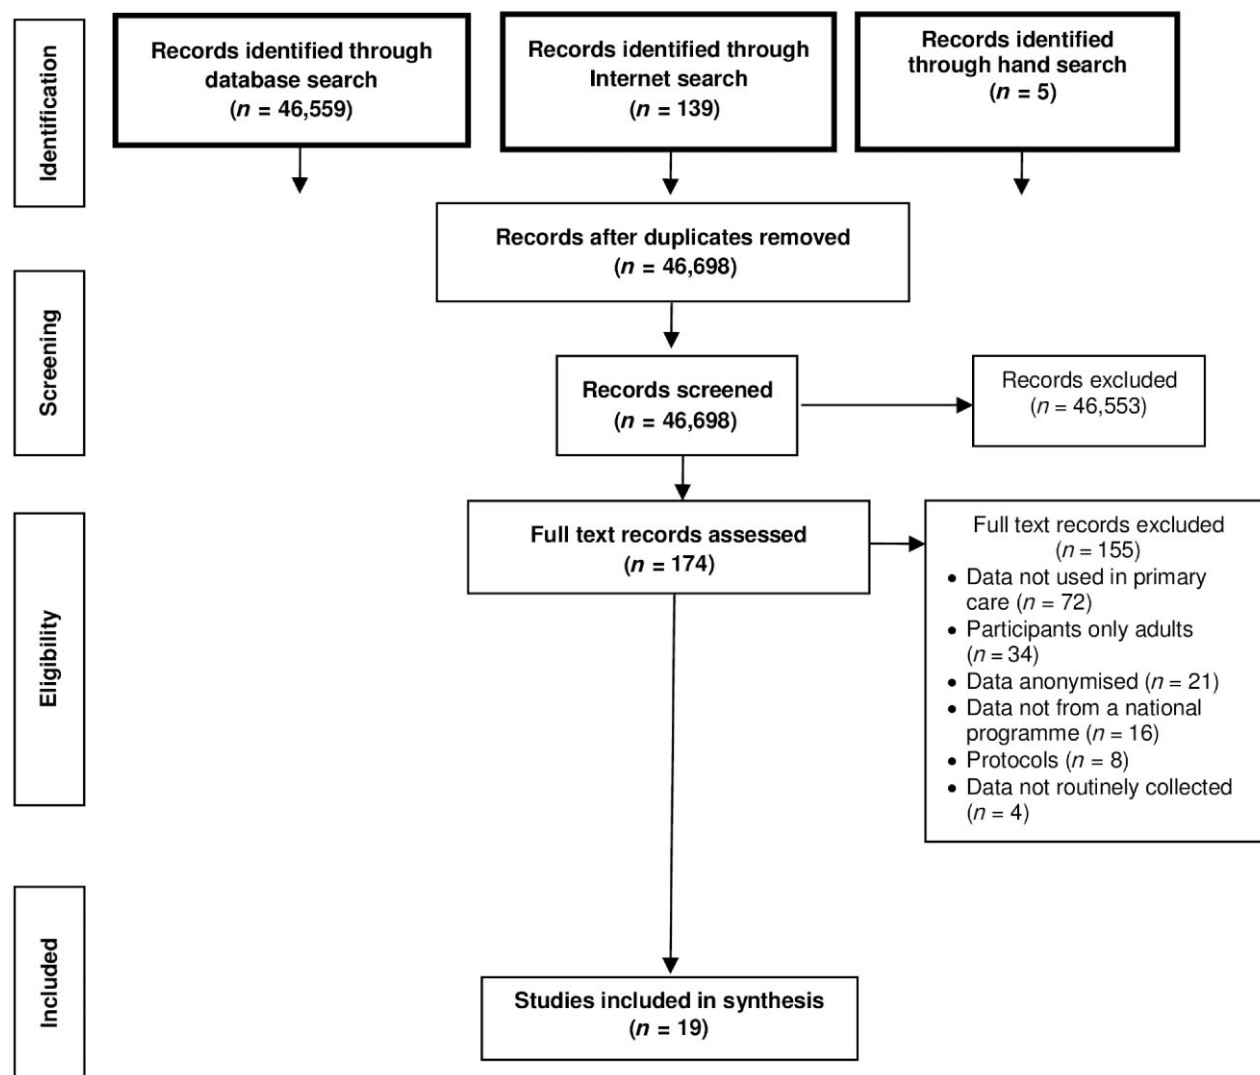 Identification
Records identified through
database search
(n = 46,559)
Records identified through
Internet search
(n = 139)
Records identified
through hand search
(n = 5)
Records after duplicates removed
(n = 46,698)
Screening
Records screened
(n = 46,698)
Records excluded
(n = 46,553)
Eligibility
Full text records assessed
(n = 174)
Full text records excluded
(n = 155)
• Data not used in primary
care (n = 72)
• Participants only adults
(n = 34)
• Data anonymised (n = 21)
• Data not from a national
programme (n = 16)
• Protocols (n = 8)
• Data not routinely collected
(n = 4)
Included
Studies included in synthesis
(n = 19)